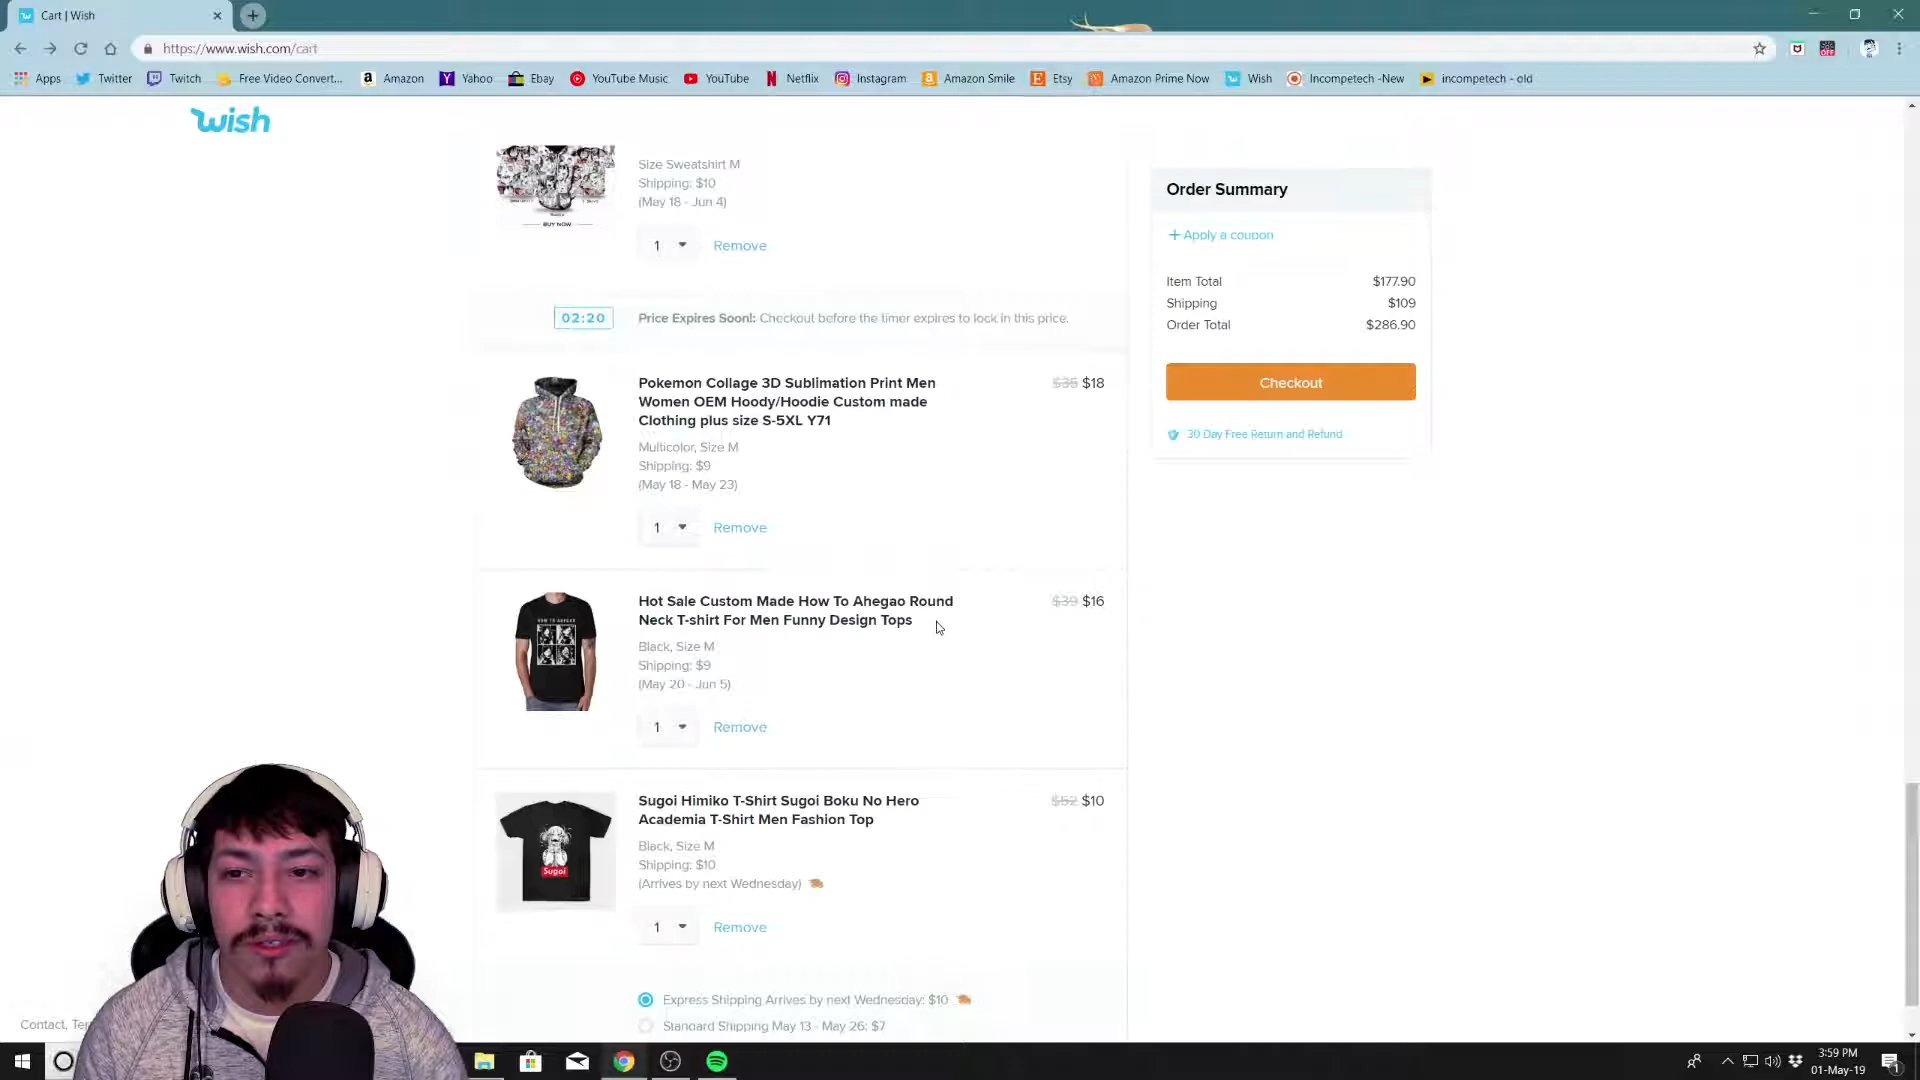 Cart | Wish
https://www.wish.com/cart
Apps Twitter Twitch Free Video Convert... Amazon Yahoo Ebay YouTube Music YouTube Netflix Instagram Amazon Smile Etsy Amazon Prime Now Wish Incompetech -New incompetech - old
wish
Size Sweatshirt M
Shipping: $10
(May 18 - Jun 4)
BUY NOW
1 Remove
02:20 Price Expires Soon!: Checkout before the timer expires to lock in this price.
Pokemon Collage 3D Sublimation Print Men
Women OEM Hoody/Hoodie Custom made
Clothing plus size S-5XL Y71
$35 $18
Multicolor, Size M
Shipping: $9
(May 18 - May 23)
1 Remove
Hot Sale Custom Made How To Ahegao Round
Neck T-shirt For Men Funny Design Tops
$39 $16
HOW TO AHEGAO
Black, Size M
Shipping: $9
(May 20 - Jun 5)
1 Remove
Sugoi Himiko T-Shirt Sugoi Boku No Hero
Academia T-Shirt Men Fashion Top
$52 $10
Sugoi
Black, Size M
Shipping: $10
(Arrives by next Wednesday)
1 Remove
Express Shipping Arrives by next Wednesday: $10
Standard Shipping May 13 - May 26: $7
Order Summary
+ Apply a coupon
Item Total $177.90
Shipping $109
Order Total $286.90
Checkout
30 Day Free Return and Refund
Contact,
3:59 PM
01-May-19
1